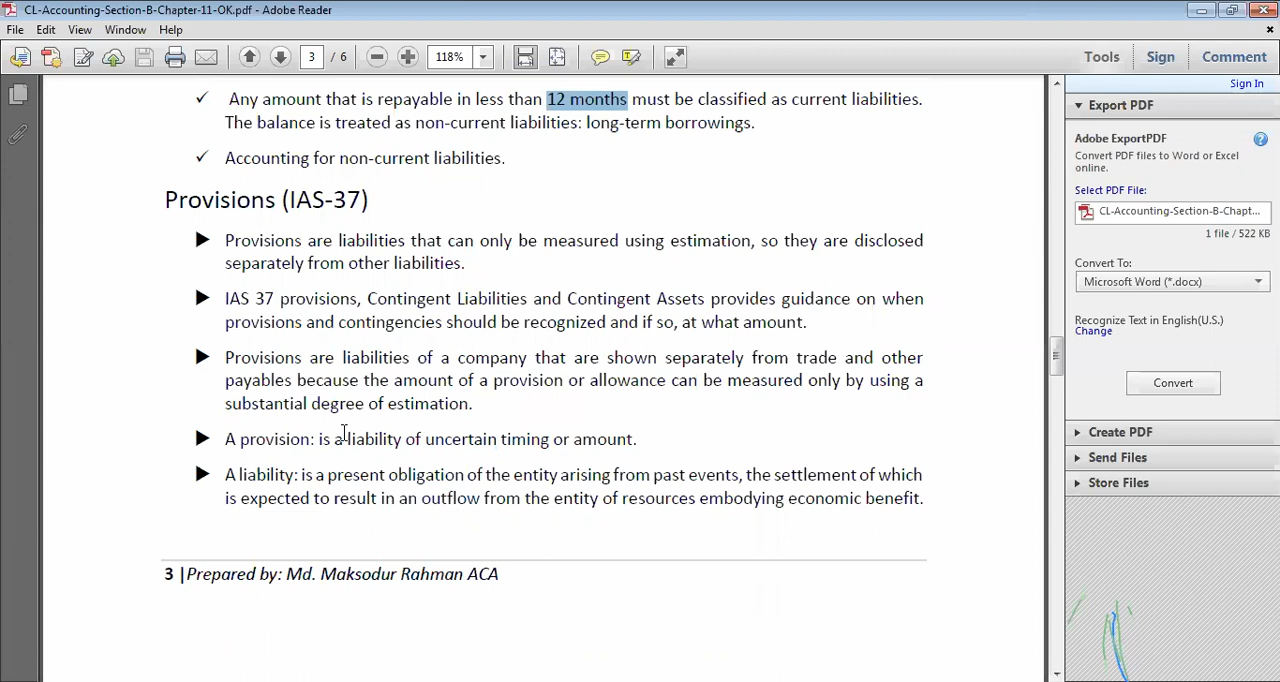 CL-Accounting-Section-B-Chapter-11-OK.pdf - Adobe Reader
File Edit View Window Help
3 / 6 118% Tools Sign Comment
Sign In
Export PDF
Adobe ExportPDF
Convert PDF files to Word or Excel
online.
Select PDF File:
CL-Accounting-Section-B-Chapt...
1 file / 522 KB
Convert To:
Microsoft Word (*.docx)
Recognize Text in English(U.S.)
Change
Convert
Create PDF
Send Files
Store Files
✓ Any amount that is repayable in less than 12 months must be classified as current liabilities.
The balance is treated as non-current liabilities: long-term borrowings.
✓ Accounting for non-current liabilities.
Provisions (IAS-37)
Provisions are liabilities that can only be measured using estimation, so they are disclosed
separately from other liabilities.
IAS 37 provisions, Contingent Liabilities and Contingent Assets provides guidance on when
provisions and contingencies should be recognized and if so, at what amount.
Provisions are liabilities of a company that are shown separately from trade and other
payables because the amount of a provision or allowance can be measured only by using a
substantial degree of estimation.
A provision: is a liability of uncertain timing or amount.
A liability: is a present obligation of the entity arising from past events, the settlement of which
is expected to result in an outflow from the entity of resources embodying economic benefit.
3 |Prepared by: Md. Maksodur Rahman ACA